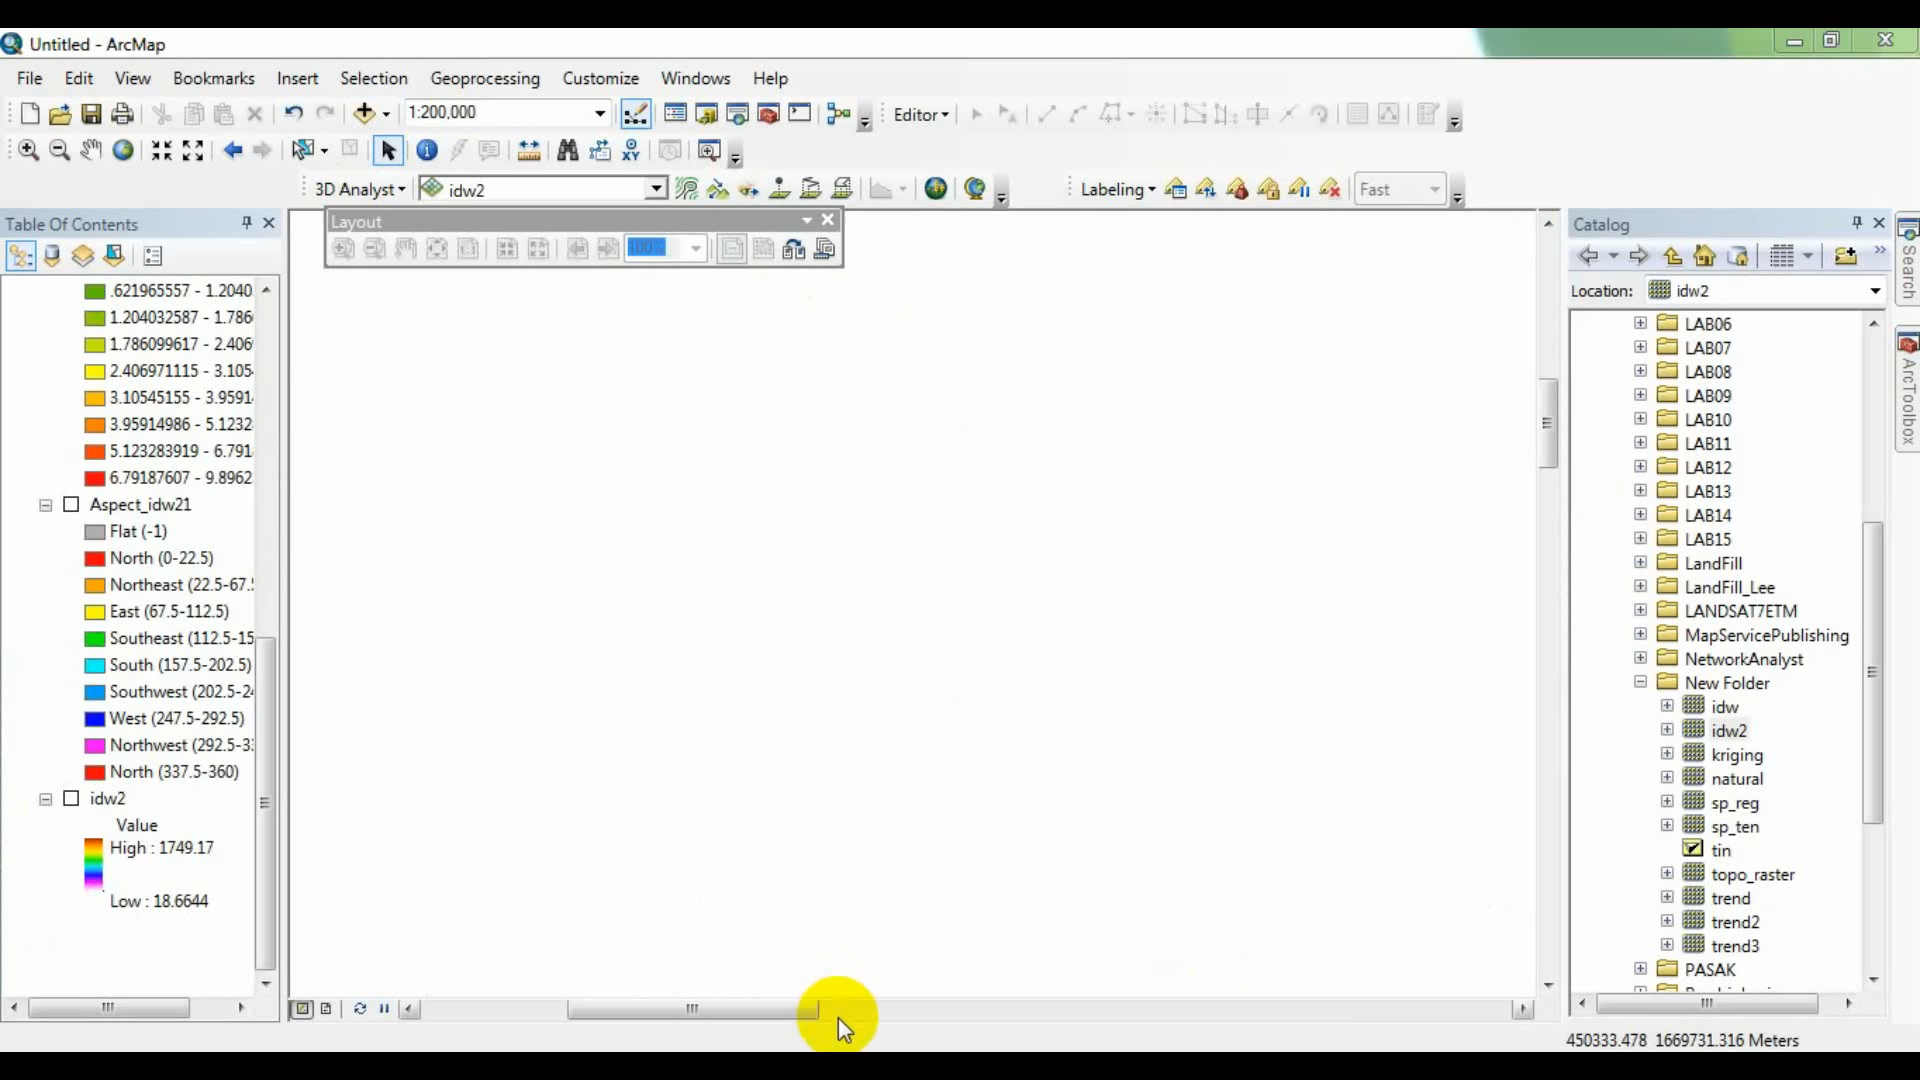 Untitled - ArcMap
File Edit View Bookmarks Insert Selection Geoprocessing Customize Windows Help
1:200,000 Editor
XY
3D Analyst idw2 Labeling Fast
Table Of Contents
.621965557 - 1.2040
1.204032587 - 1.786
1.786099617 - 2.406
2.406971115 - 3.105
3.10545155 - 3.9591
3.95914986 - 5.1232
5.123283919 - 6.791
6.79187607 - 9.8962
Aspect_idw21
Flat (-1)
North (0-22.5)
Northeast (22.5-67.
East (67.5-112.5)
Southeast (112.5-15
South (157.5-202.5)
Southwest (202.5-24
West (247.5-292.5)
Northwest (292.5-33
North (337.5-360)
idw2
Value
High : 1749.17
Low : 18.6644
Layout
100%
Catalog
Location: idw2
LAB06
LAB07
LAB08
LAB09
LAB10
LAB11
LAB12
LAB13
LAB14
LAB15
LandFill
LandFill_Lee
LANDSAT7ETM
MapServicePublishing
NetworkAnalyst
New Folder
idw
idw2
kriging
natural
sp_reg
sp_ten
tin
topo_raster
trend
trend2
trend3
PASAK
Search
ArcToolbox
450333.478 1669731.316 Meters